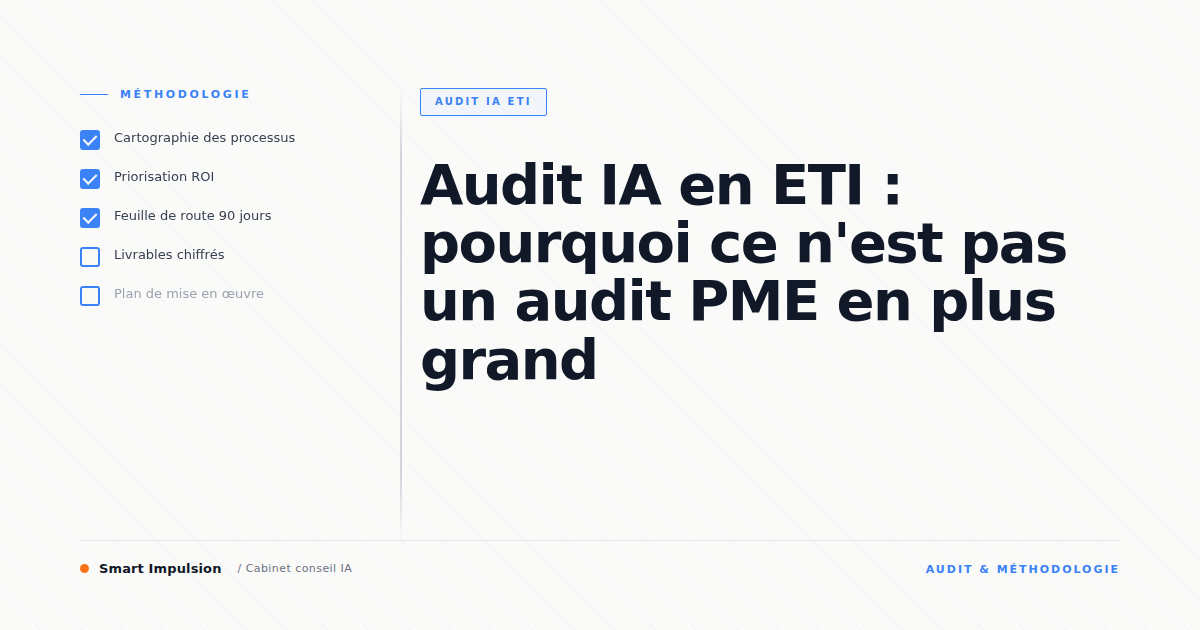 MÉTHODOLOGIE
Cartographie des processus
Priorisation ROI
Feuille de route 90 jours
Livrables chiffrés
Plan de mise en œuvre
AUDIT IA ETI
Audit IA en ETI :
pourquoi ce n'est pas
un audit PME en plus
grand
Smart Impulsion / Cabinet conseil IA
AUDIT & MÉTHODOLOGIE